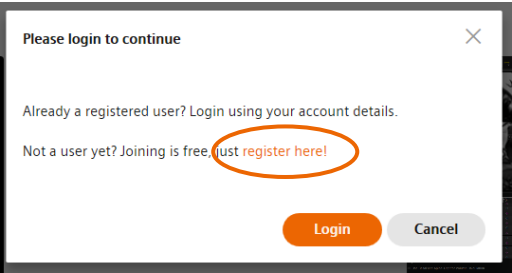 Please login to continue
Already a registered user? Login using your account details.
Not a user yet? Joining is free, just register here!
Login
Cancel